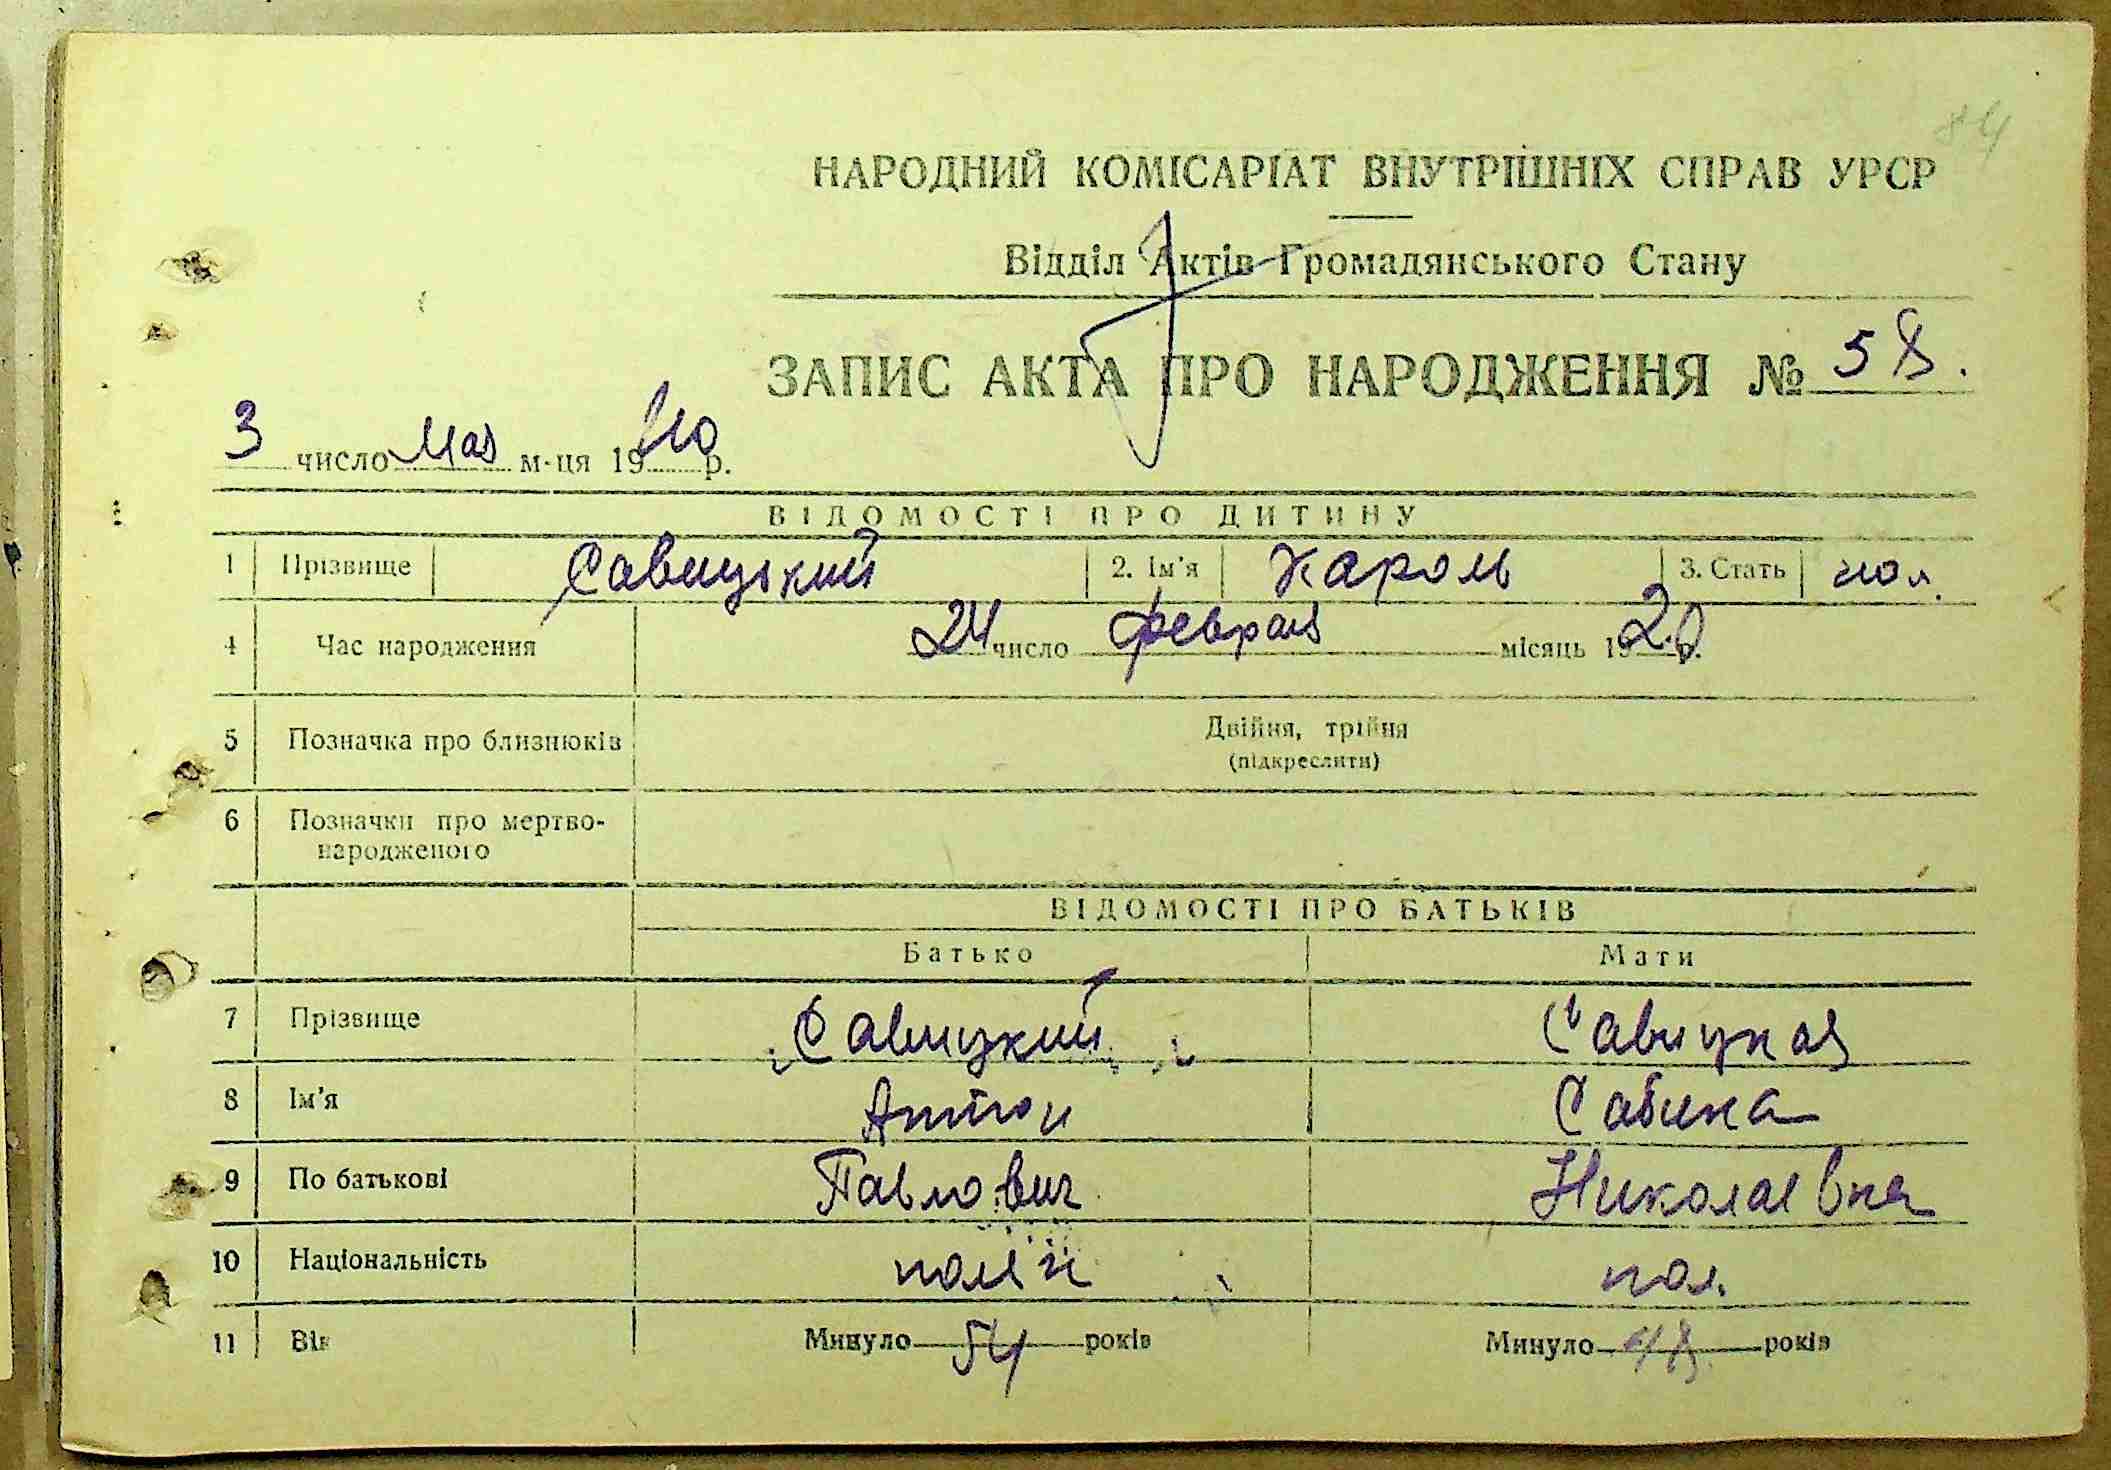 84
НАРОДНИЙ КОМІСАРІАТ ВНУТРІШНІХ СПРАВ УРСР
Відділ Актів Громадянського Стану
ЗАПИС АКТА ПРО НАРОДЖЕННЯ № 58.
3 число Мая м-ця 1940 р.
ВІДОМОСТІ ПРО ДИТИНУ
1 Прізвище Савицький 2. Ім'я Кароль 3. Стать пол.
4 Час народження 24 число февраля місяць 1920 р.
5 Позначка про близнюків Двійня, трійня
(підкреслити)
6 Позначки про мертво-
народженого
ВІДОМОСТІ ПРО БАТЬКІВ
Батько Мати
7 Прізвище Савицкий Савицкая
8 Ім'я Антон Сабина
9 По батькові Павлович Николаевна
10 Національність поляк пол.
11 Вік Минуло 54 років Минуло 48 років